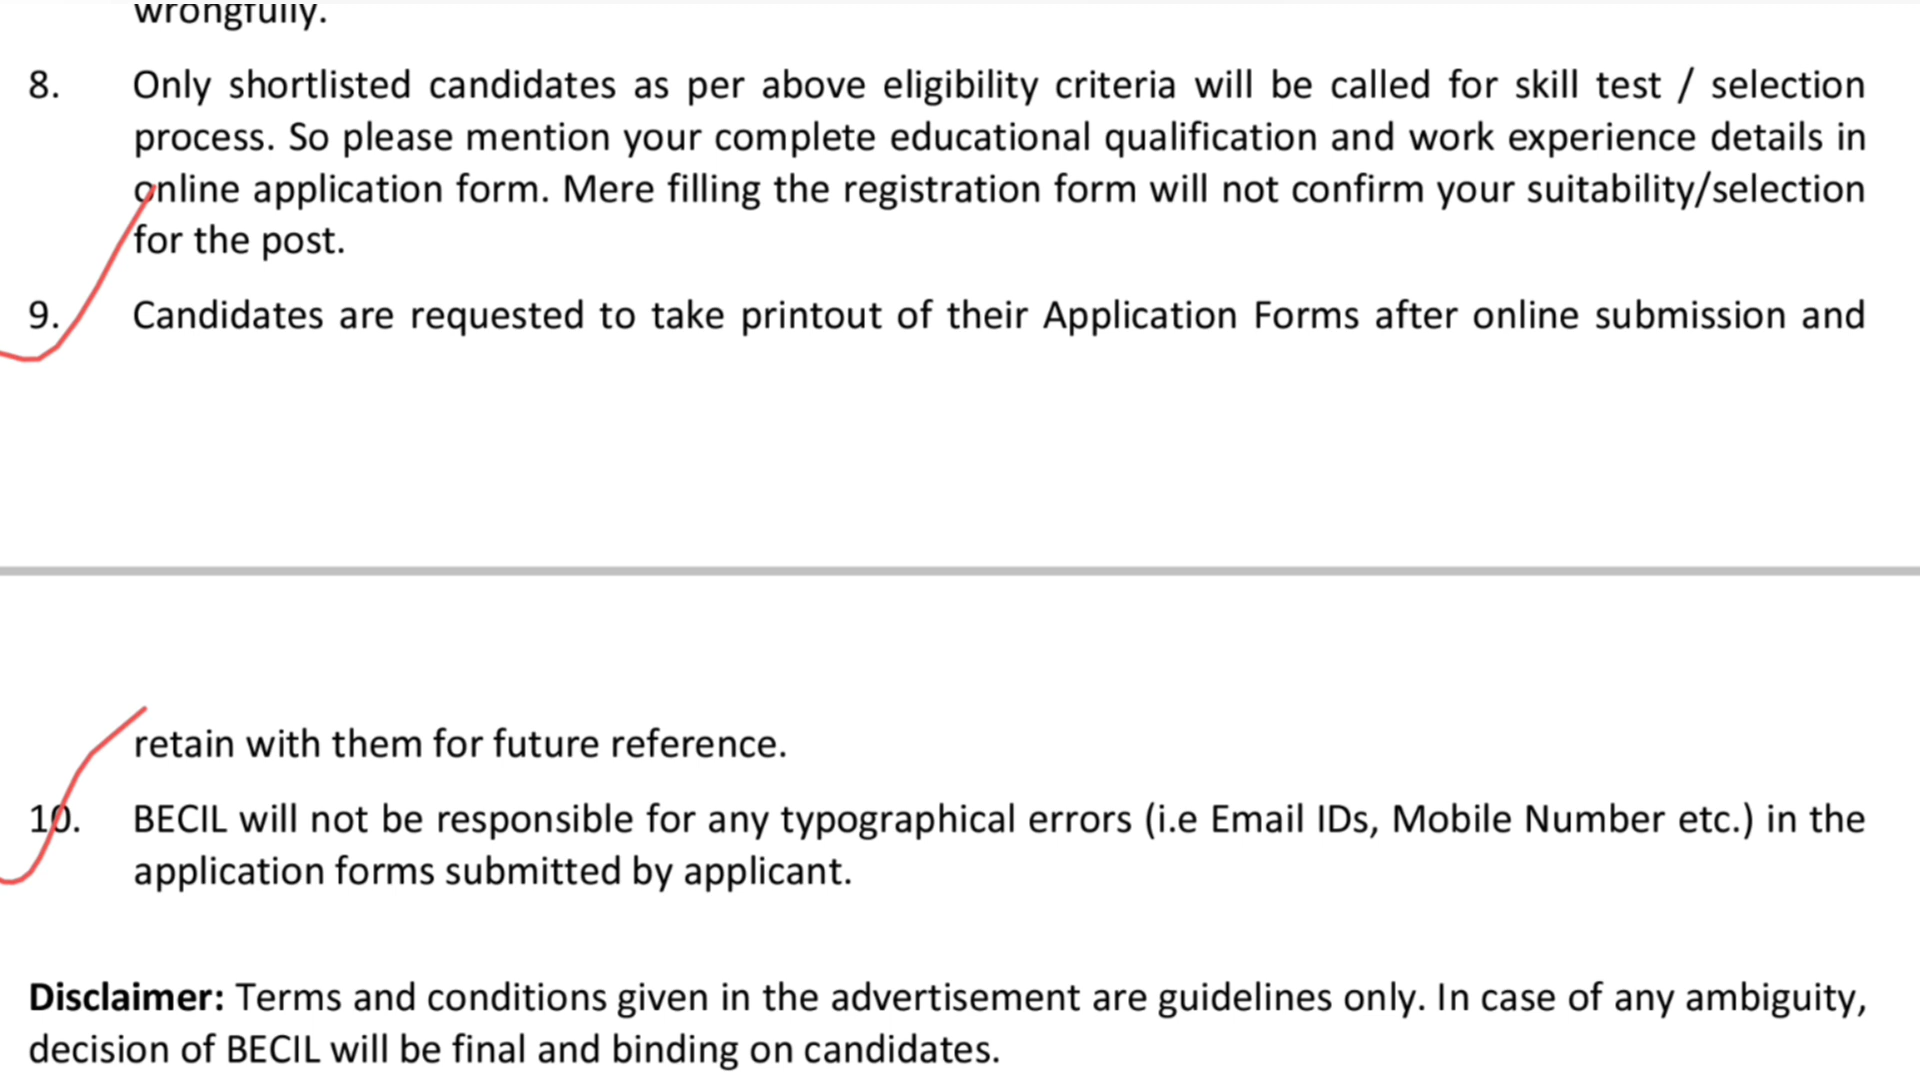 wrongfully.
8. Only shortlisted candidates as per above eligibility criteria will be called for skill test / selection
process. So please mention your complete educational qualification and work experience details in
online application form. Mere filling the registration form will not confirm your suitability/selection
for the post.
9. Candidates are requested to take printout of their Application Forms after online submission and
retain with them for future reference.
10. BECIL will not be responsible for any typographical errors (i.e Email IDs, Mobile Number etc.) in the
application forms submitted by applicant.
Disclaimer: Terms and conditions given in the advertisement are guidelines only. In case of any ambiguity,
decision of BECIL will be final and binding on candidates.